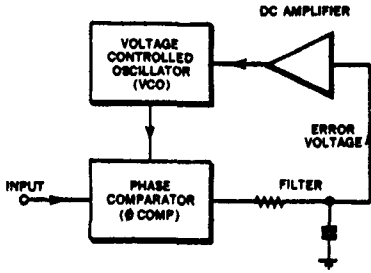 DC AMPLIFIER
VOLTAGE
CONTROLLED
OSCILLATOR
(VCO)
ERROR
VOLTAGE
INPUT
PHASE
COMPARATOR
(Ø COMP)
FILTER